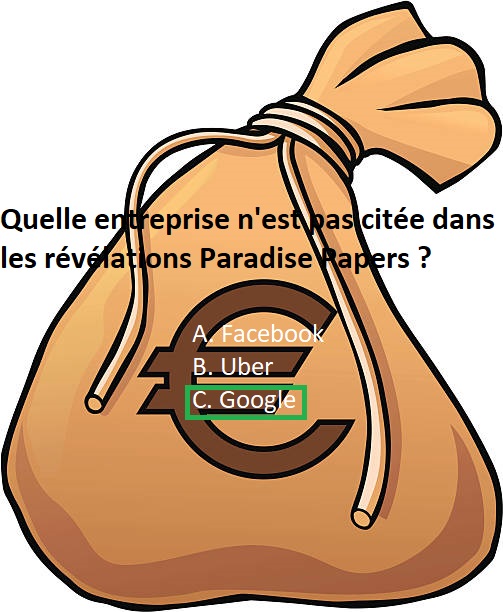 Quelle entreprise n'est pas citée dans
les révélations Paradise Papers ?
A. Facebook
B. Uber
C. Google